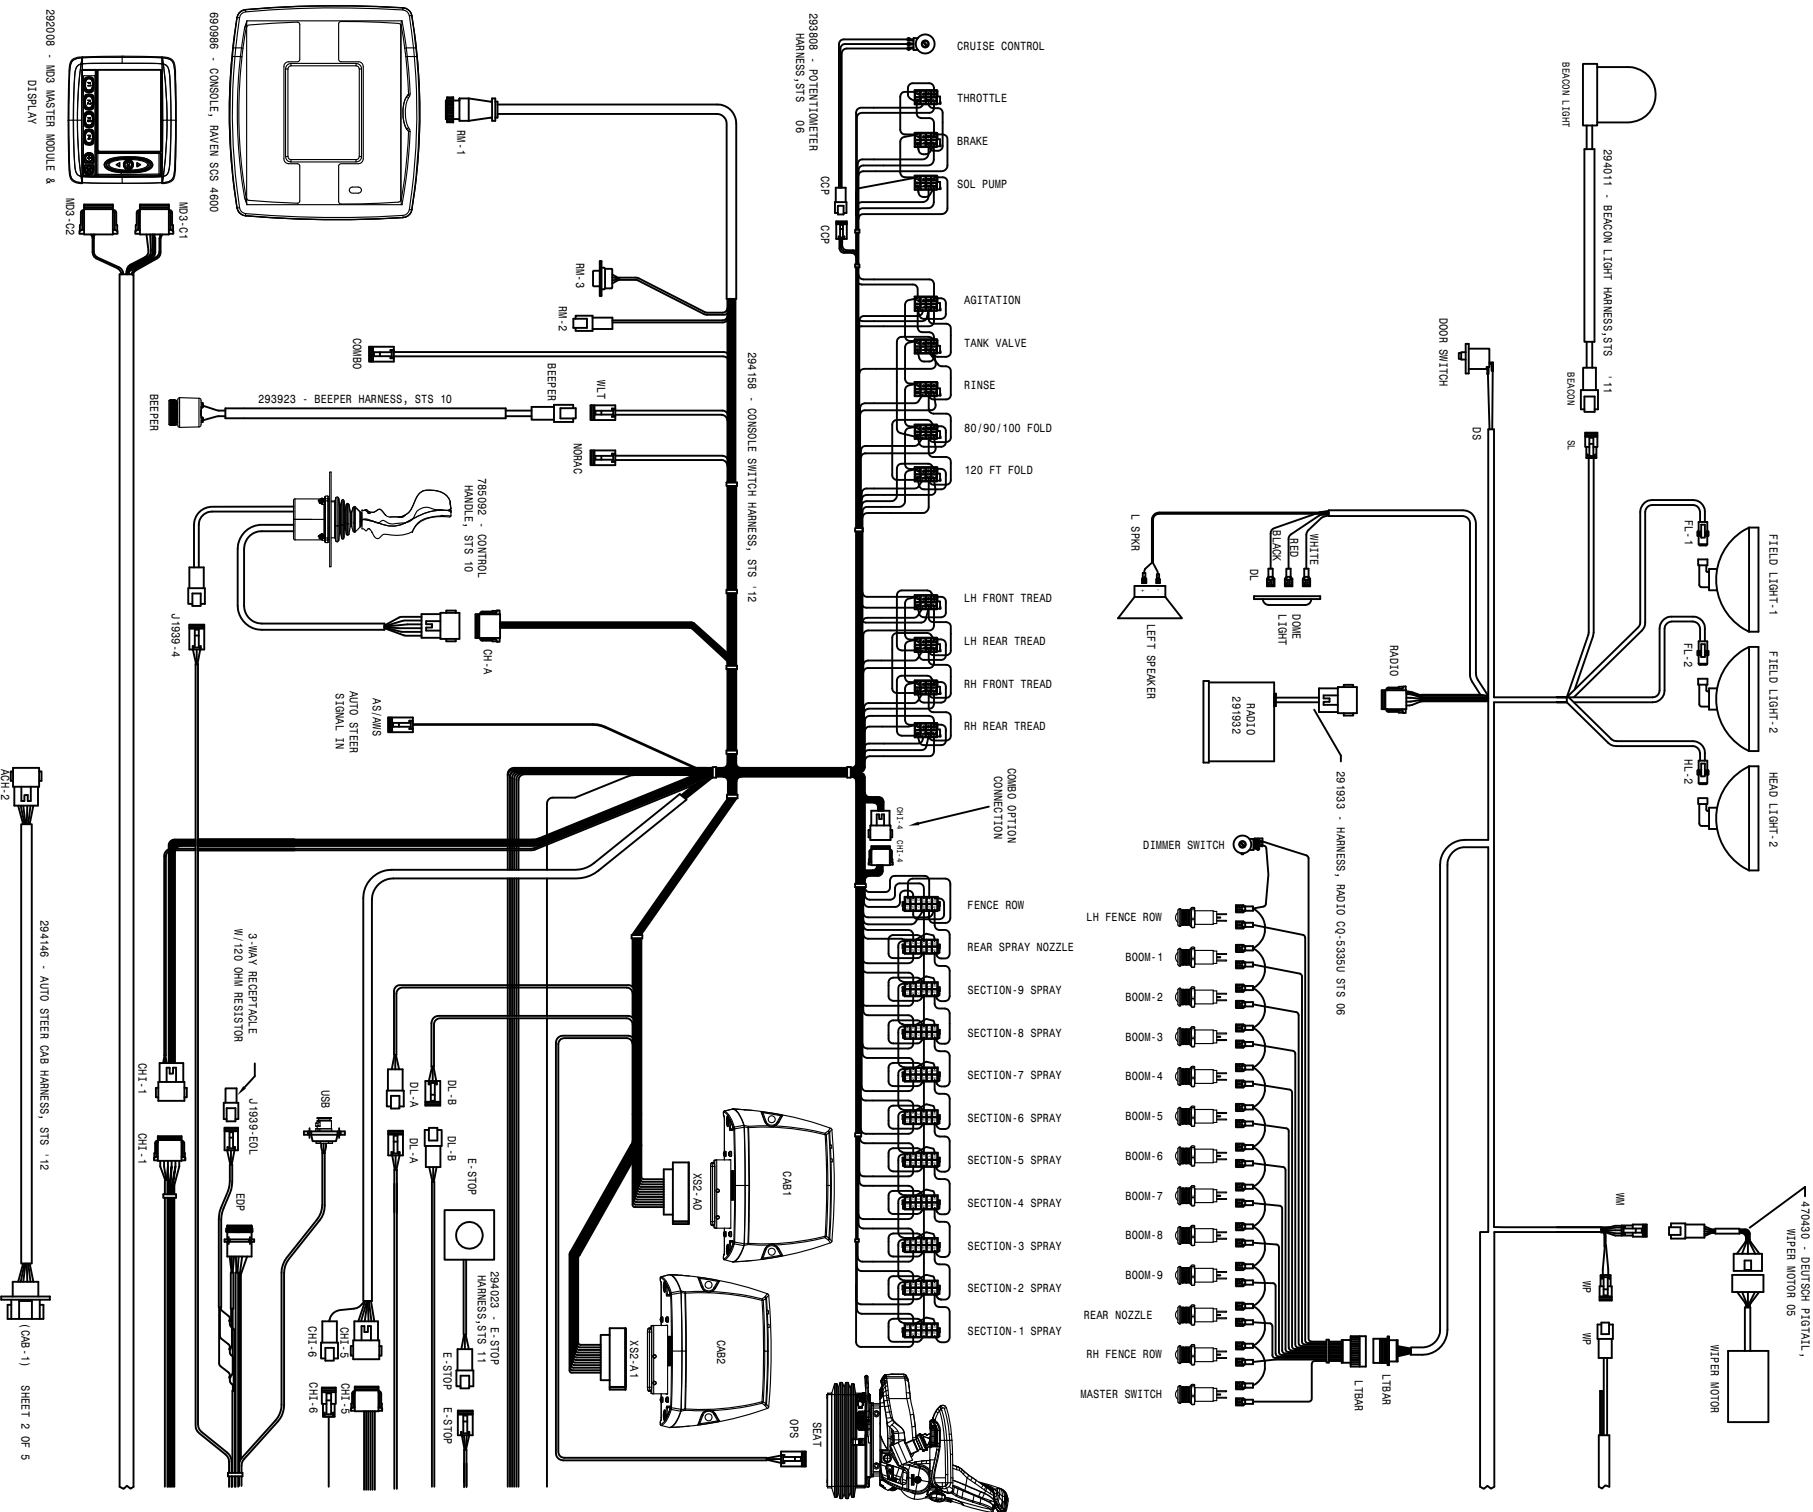 292008 - MD3 MASTER MODULE &
DISPLAY
MD3-C2
MD3-C1
690986 - CONSOLE, RAVEN SCS 4600
RM-1
RM-3
RM-2
COMBO
BEEPER
293923 - BEEPER HARNESS, STS 10
BEEPER
WLT
NORAC
294158 - CONSOLE SWITCH HARNESS, STS '12
785092 - CONTROL
HANDLE, STS 10
J1939-4
CH-A
AS/AWS
AUTO STEER
SIGNAL IN
ACH-2
294146 - AUTO STEER CAB HARNESS, STS '12
(CAB-1) SHEET 2 OF 5
3-WAY RECEPTACLE
W/120 OHM RESISTOR
CHI-1
CHI-1
J1939-EOL
EDP
USB
CHI-6
CHI-5
CHI-6
CHI-5
DL-A
DL-B
DL-A
DL-B
E-STOP
294023 - E-STOP
HARNESS,STS 11
E-STOP
E-STOP
XS2-A0
CAB1
XS2-A1
CAB2
OPS
SEAT
293808 - POTENTIOMETER
HARNESS,STS 06
CCP
CCP
CRUISE CONTROL
THROTTLE
BRAKE
SOL PUMP
AGITATION
TANK VALVE
RINSE
80/90/100 FOLD
120 FT FOLD
LH FRONT TREAD
LH REAR TREAD
RH FRONT TREAD
RH REAR TREAD
COMBO OPTION
CONNECTION
CHI-4
CHI-4
FENCE ROW
REAR SPRAY NOZZLE
SECTION-9 SPRAY
SECTION-8 SPRAY
SECTION-7 SPRAY
SECTION-6 SPRAY
SECTION-5 SPRAY
SECTION-4 SPRAY
SECTION-3 SPRAY
SECTION-2 SPRAY
SECTION-1 SPRAY
BEACON LIGHT
294011 - BEACON LIGHT HARNESS,STS '11
BEACON
SL
DOOR SWITCH
DS
L SPKR
LEFT SPEAKER
BLACK
RED
WHITE
DL
DOME
LIGHT
RADIO
291932
RADIO
291933 - HARNESS, RADIO CQ-5335U STS 06
FL-1
FIELD LIGHT-1
FL-2
FIELD LIGHT-2
HL-2
HEAD LIGHT-2
DIMMER SWITCH
LH FENCE ROW
BOOM-1
BOOM-2
BOOM-3
BOOM-4
BOOM-5
BOOM-6
BOOM-7
BOOM-8
BOOM-9
REAR NOZZLE
RH FENCE ROW
MASTER SWITCH
LTBAR
LTBAR
WM
WP
WP
470430 - DEUTSCH PIGTAIL,
WIPER MOTOR 05
WIPER MOTOR